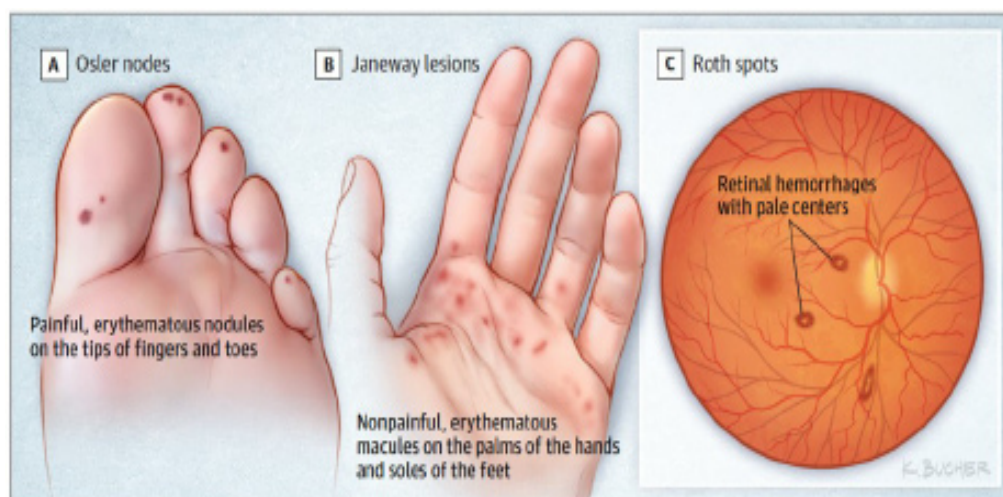 A Osler nodes
Painful, erythematous nodules
on the tips of fingers and toes
B Janeway lesions
Nonpainful, erythematous
macules on the palms of the hands
and soles of the feet
C Roth spots
Retinal hemorrhages
with pale centers
K. BUCHER